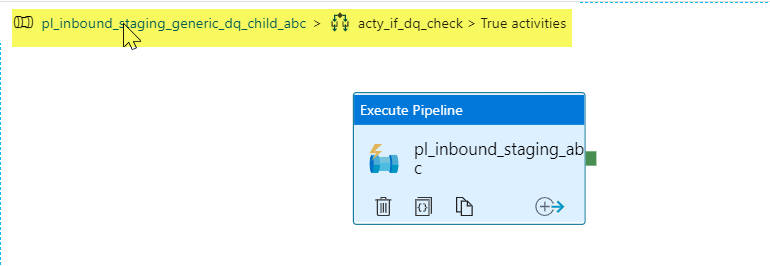 pl_inbound_staging_generic_dq_child_abc > acty_if_dq_check > True activities
Execute Pipeline
pl_inbound_staging_ab
c